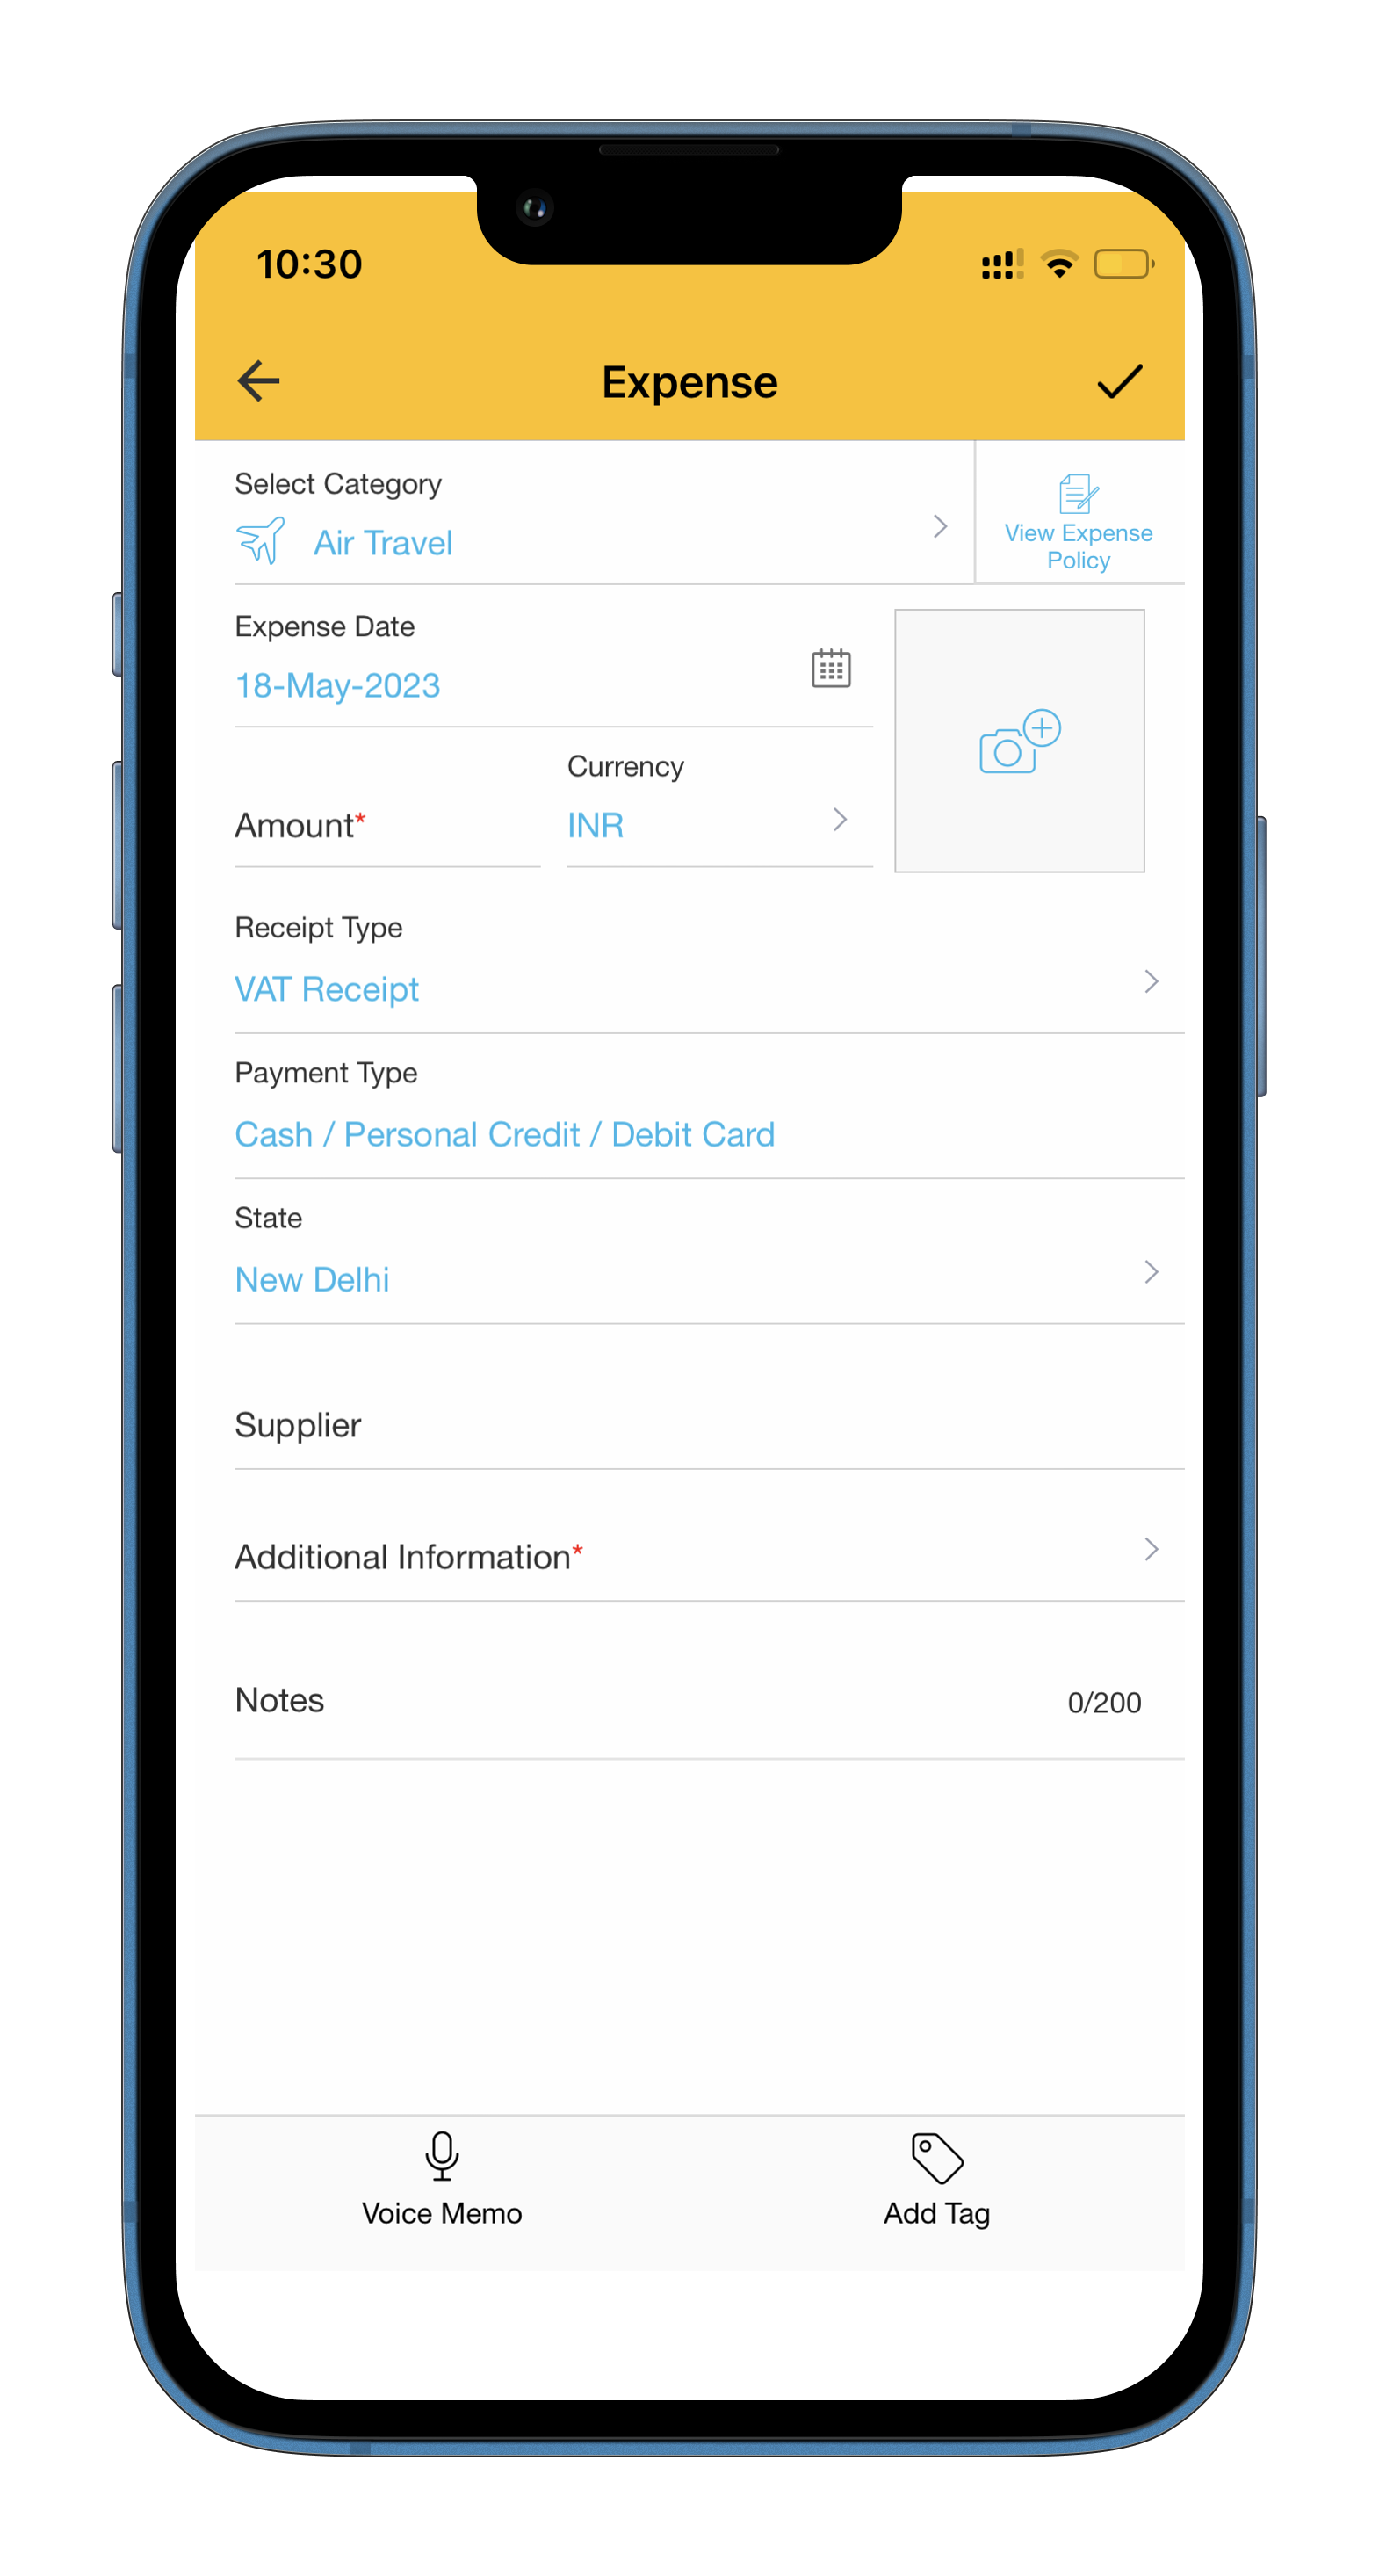 10:30
Expense
Select Category
Air Travel
View Expense
Policy
Expense Date
18-May-2023
Currency
Amount*
INR
Receipt Type
VAT Receipt
Payment Type
Cash / Personal Credit / Debit Card
State
New Delhi
Supplier
Additional Information*
Notes
0/200
Voice Memo
Add Tag